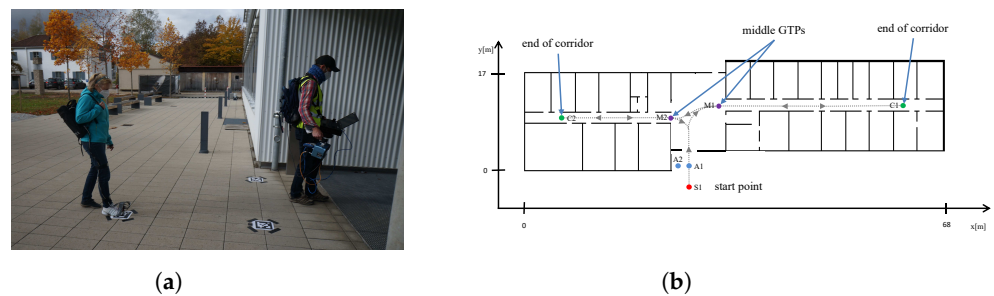 middle GTPs
end of corridor
end of corridor
y[m]
17
M1
C1
C2
M2
A2
A1
0
S1
start point
0
68
x[m]
(a)
(b)